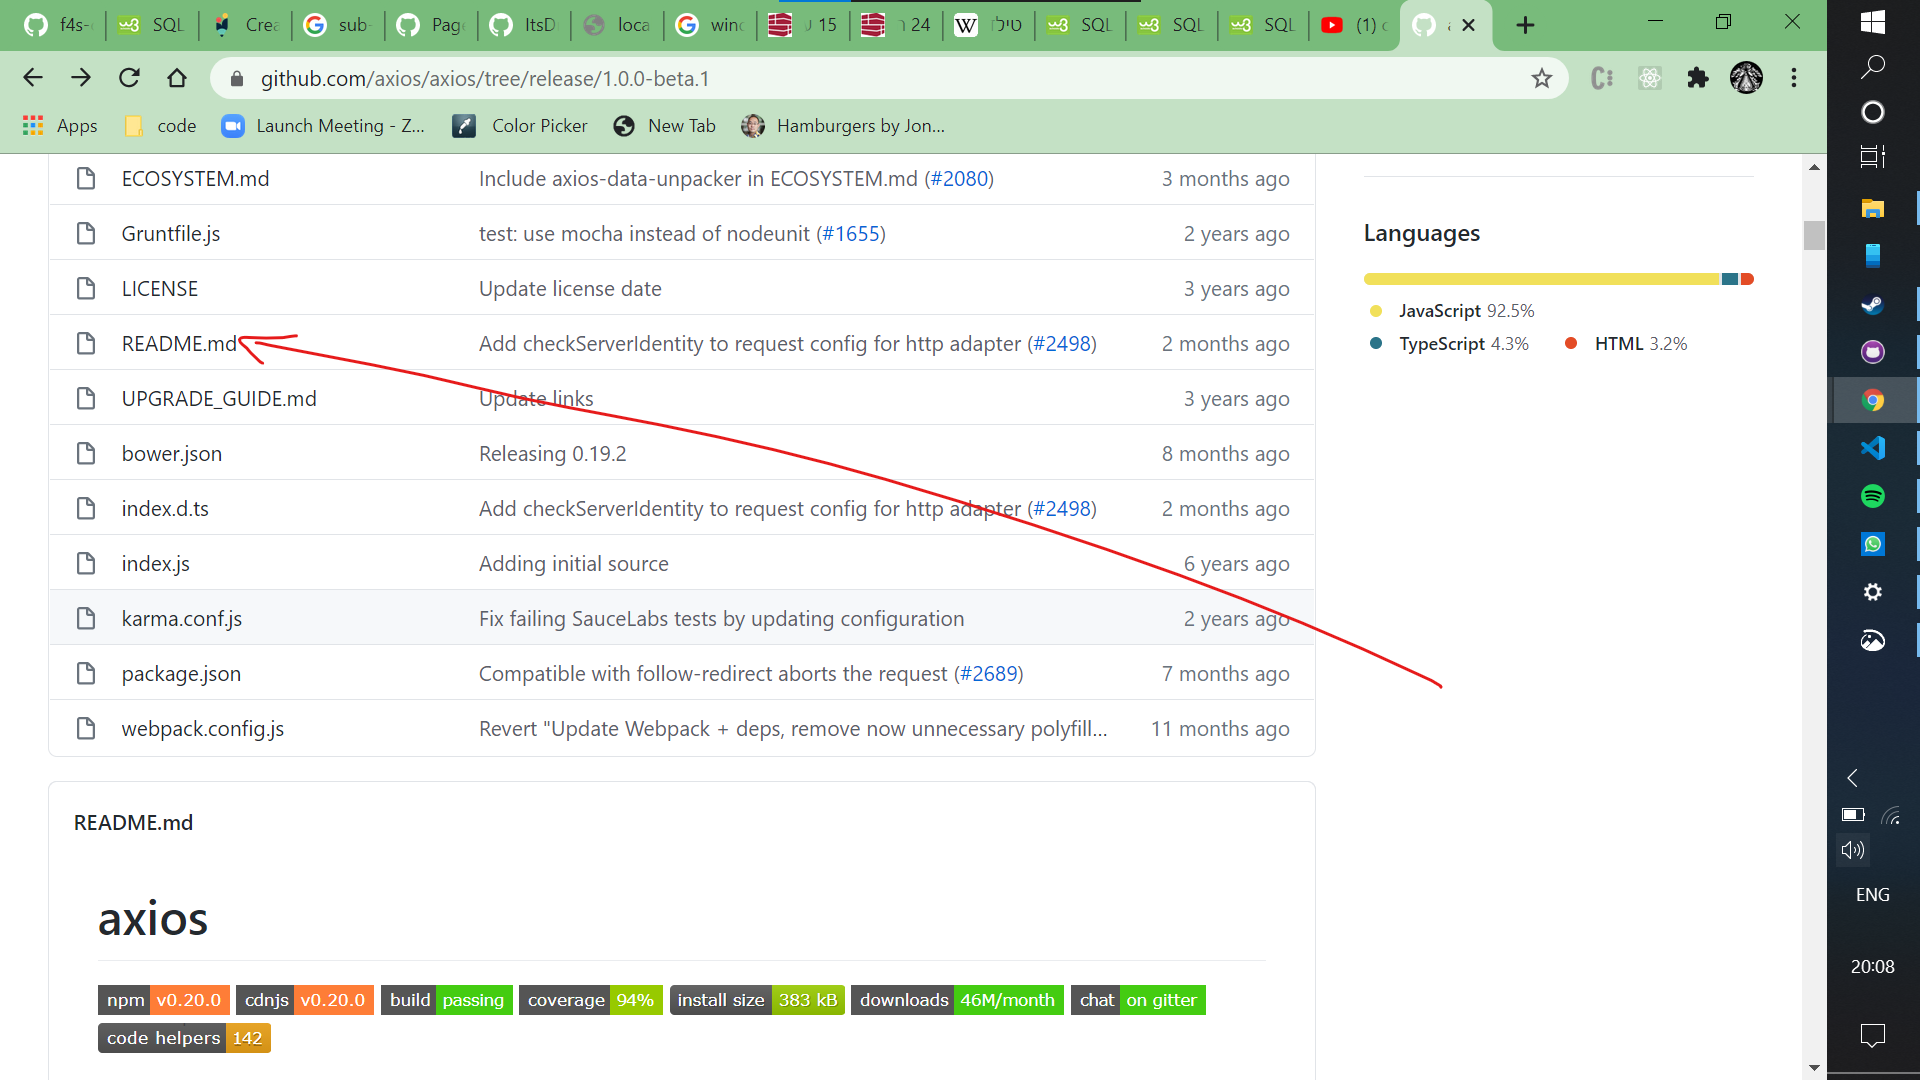 f4s-
SQL
Crea
sub-
Page
ItsD
loca
winc
15
24
טיל
SQL
SQL
SQL
(1)
github.com/axios/axios/tree/release/1.0.0-beta.1
Apps
code
Launch Meeting - Z...
Color Picker
New Tab
Hamburgers by Jon...
ECOSYSTEM.md Include axios-data-unpacker in ECOSYSTEM.md (#2080) 3 months ago
Gruntfile.js test: use mocha instead of nodeunit (#1655) 2 years ago
LICENSE Update license date 3 years ago
README.md Add checkServerIdentity to request config for http adapter (#2498) 2 months ago
UPGRADE_GUIDE.md Update links 3 years ago
bower.json Releasing 0.19.2 8 months ago
index.d.ts Add checkServerIdentity to request config for http adapter (#2498) 2 months ago
index.js Adding initial source 6 years ago
karma.conf.js Fix failing SauceLabs tests by updating configuration 2 years ago
package.json Compatible with follow-redirect aborts the request (#2689) 7 months ago
webpack.config.js Revert "Update Webpack + deps, remove now unnecessary polyfill... 11 months ago
Languages
JavaScript 92.5%
TypeScript 4.3% HTML 3.2%
README.md
axios
npm v0.20.0 cdnjs v0.20.0 build passing coverage 94% install size 383 kB downloads 46M/month chat on gitter
code helpers 142
ENG
20:08